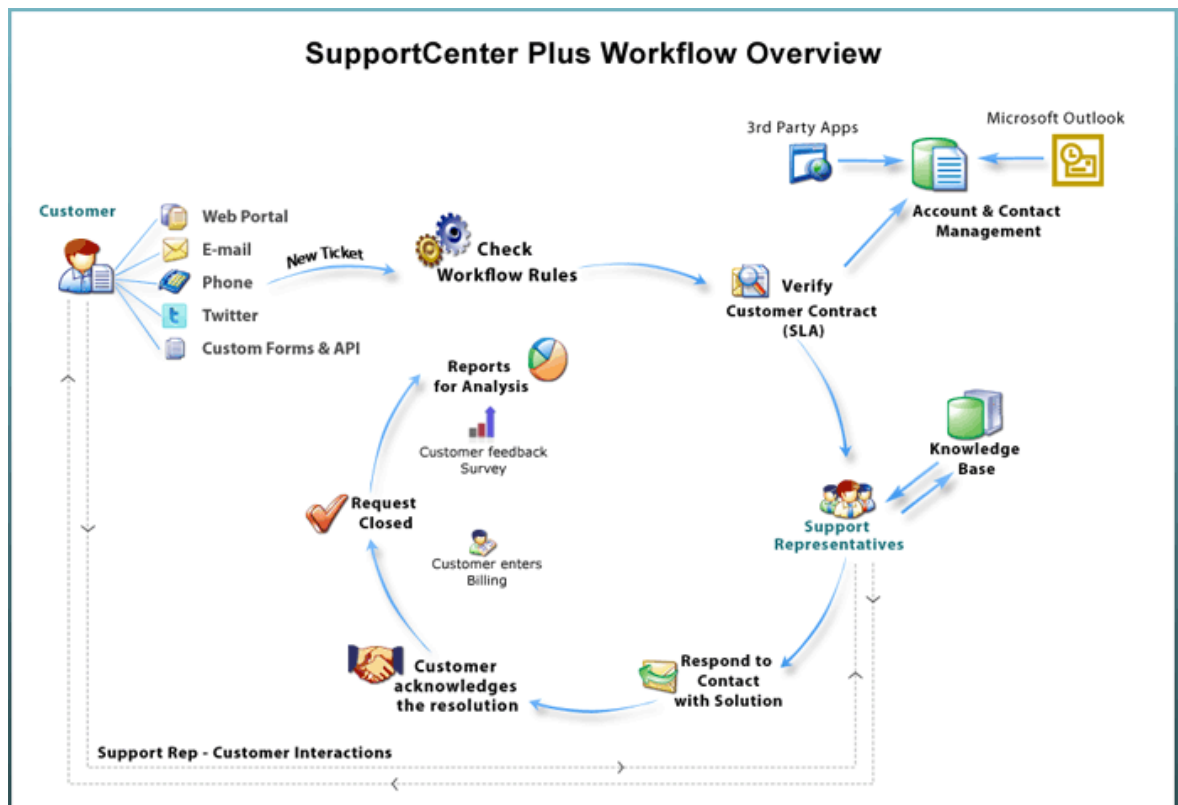 SupportCenter Plus Workflow Overview
3rd Party Apps
Microsoft Outlook
Account & Contact
Management
Customer
Web Portal
E-mail
Phone
Twitter
Custom Forms & API
New Ticket
Check
Workflow Rules
Verify
Customer Contract
(SLA)
Reports
for Analysis
Customer feedback
Survey
Knowledge
Base
Request
Closed
Support
Representatives
Customer enters
Billing
Customer
acknowledges
the resolution
Respond to
Contact
with Solution
Support Rep - Customer Interactions